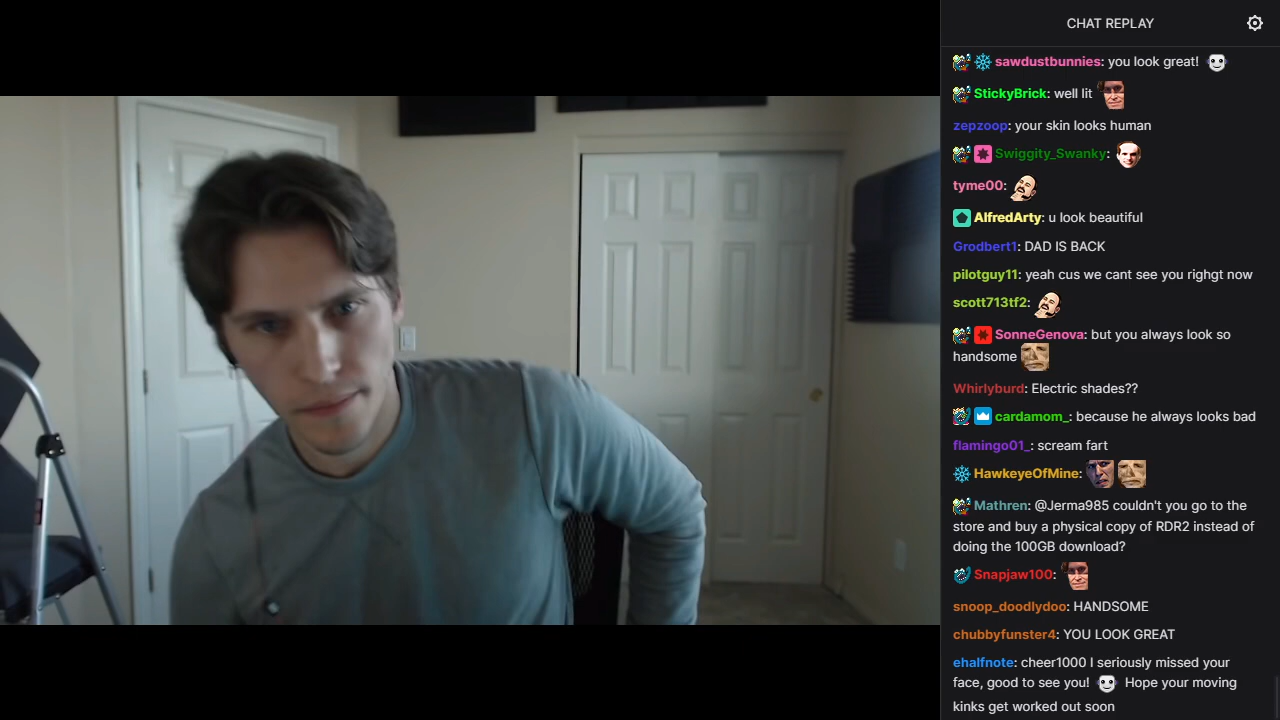 CHAT REPLAY
sawdustbunnies: you look great!
StickyBrick: well lit
zepzoop: your skin looks human
Swiggity_Swanky:
tyme00:
AlfredArty: u look beautiful
Grodbert1: DAD IS BACK
pilotguy11: yeah cus we cant see you righgt now
scott713tf2:
SonneGenova: but you always look so
handsome
Whirlyburd: Electric shades??
cardamom_: because he always looks bad
flamingo01_: scream fart
HawkeyeOfMine:
Mathren: @Jerma985 couldn't you go to the
store and buy a physical copy of RDR2 instead of
doing the 100GB download?
Snapjaw100:
snoop_doodlydoo: HANDSOME
chubbyfunster4: YOU LOOK GREAT
ehalfnote: cheer1000 I seriously missed your
face, good to see you! Hope your moving
kinks get worked out soon